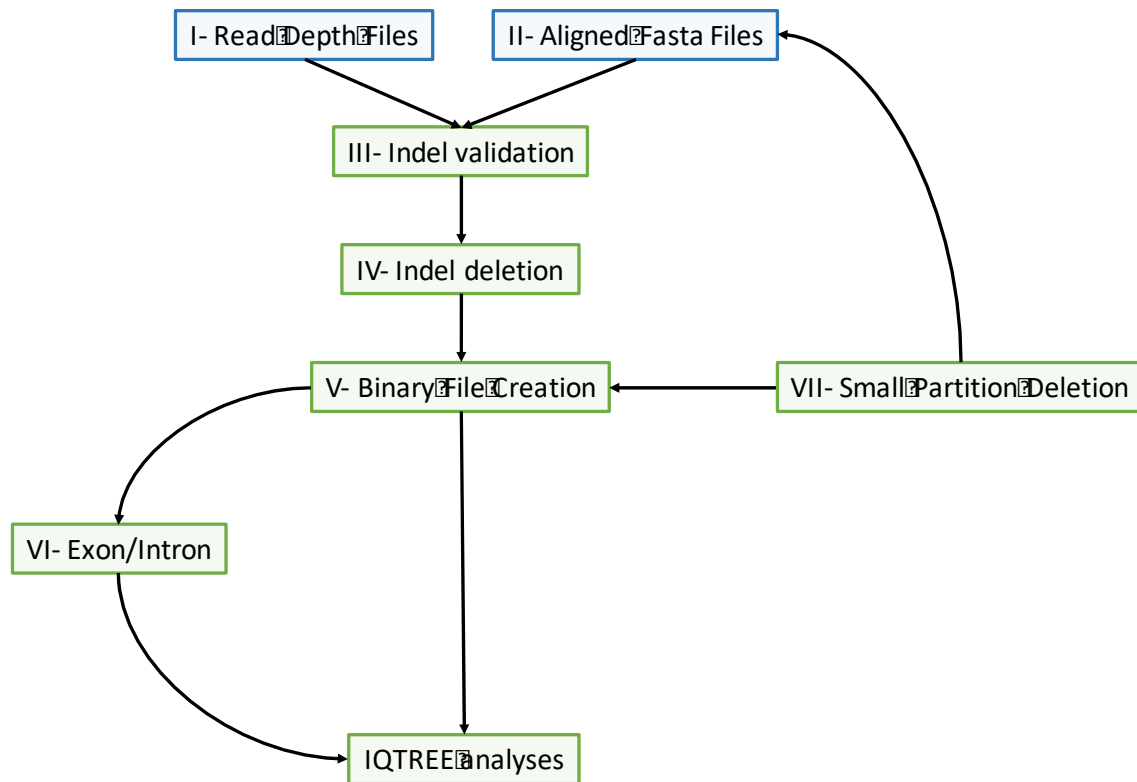 I- Read Depth Files
II- Aligned Fasta Files
III- Indel validation
IV- Indel deletion
V- Binary File Creation
VII- Small Partition Deletion
VI- Exon/Intron
IQTREE analyses